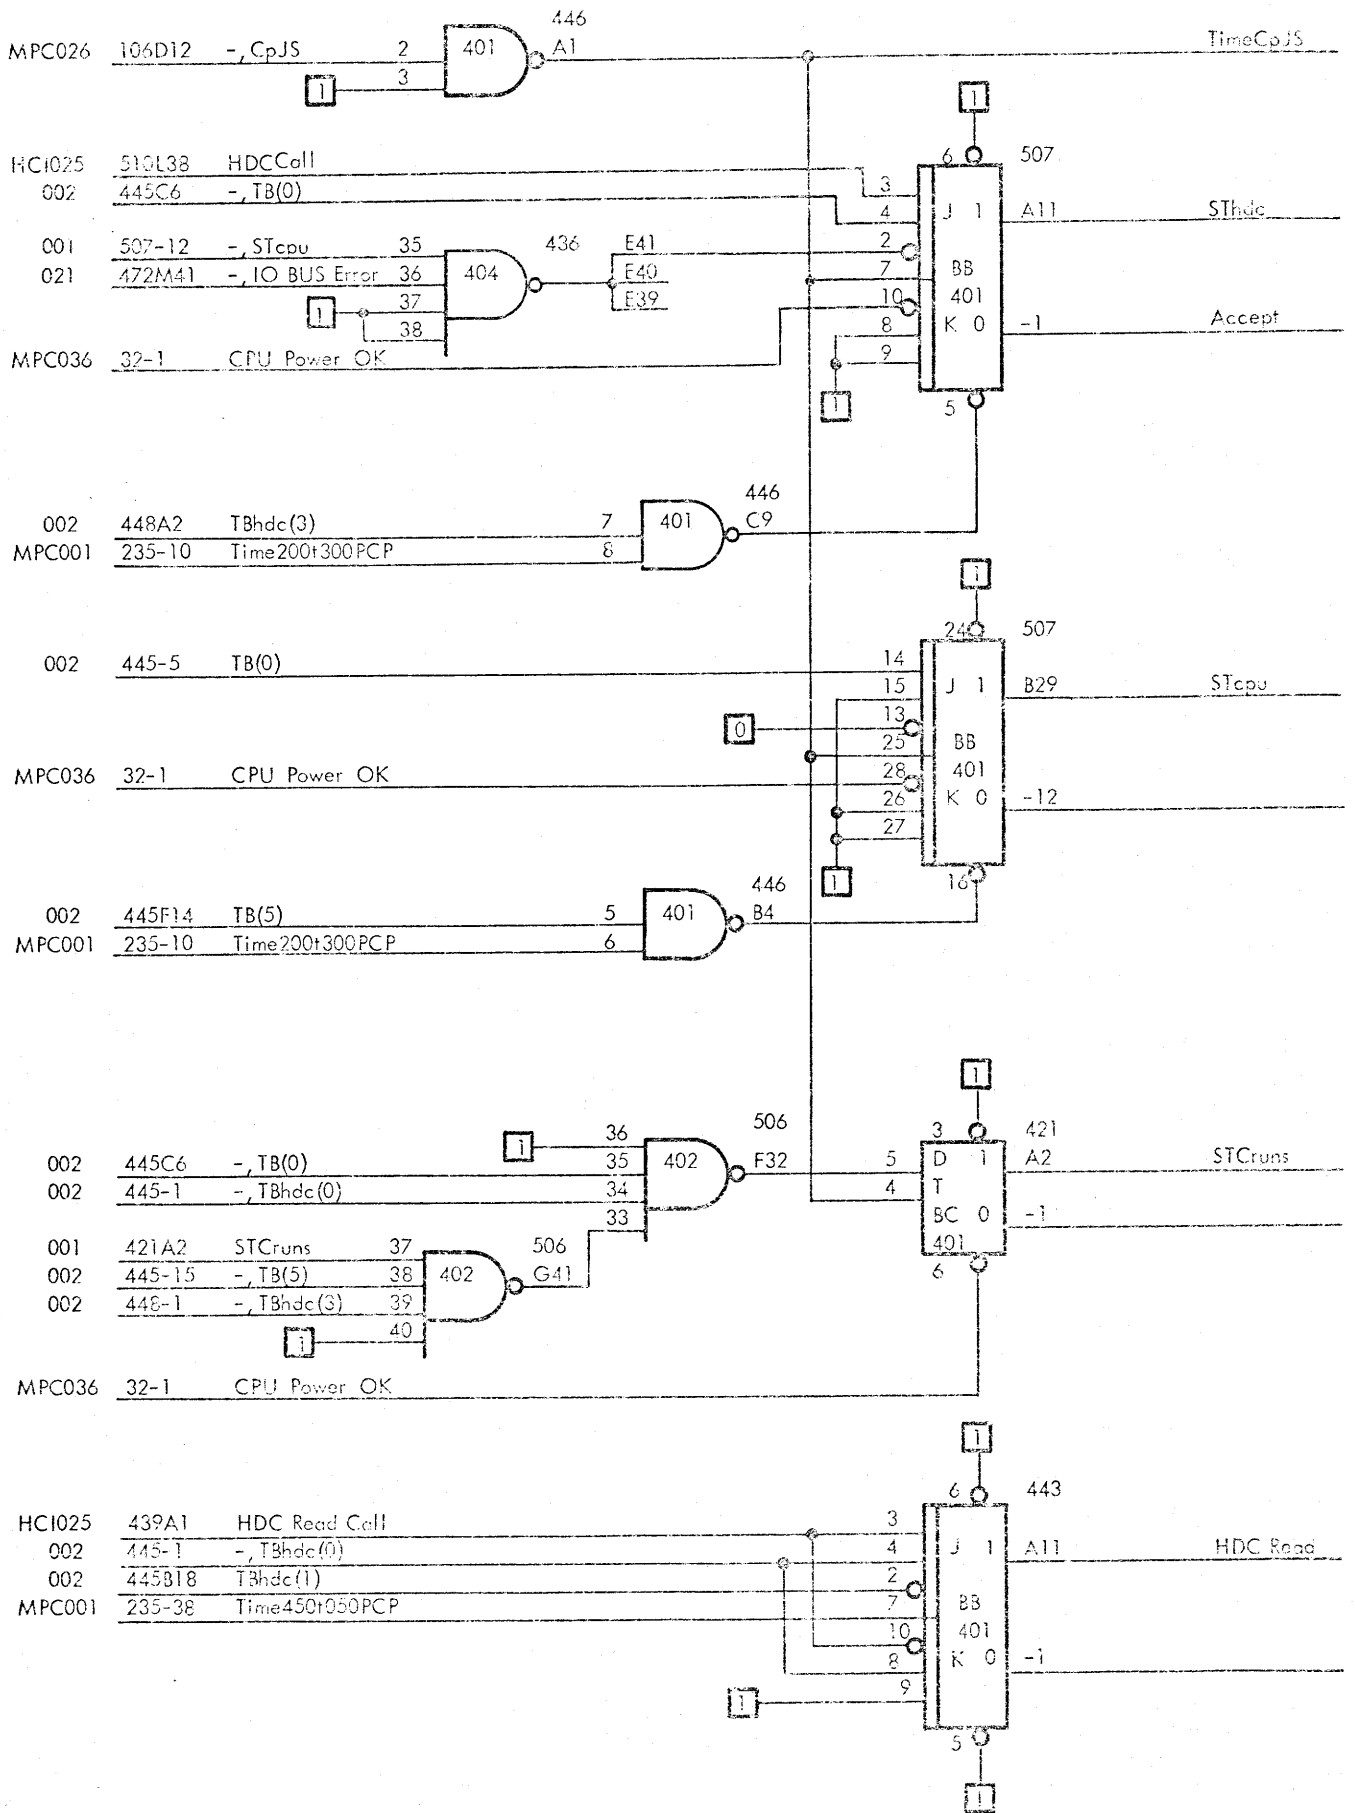 446
MPC026 106D12 -,CpJS 2 401 A1 TimeCpJS
3
1
1
6 507
HCI025 510L38 HDCCall 3
002 445C6 -,TB(0) 4 J 1 A11 SThdc
001 507-12 -,STcpu 35 436 E41 2
021 472M41 -,IO BUS Error 36 404 E40 7 BB
1 37 E39 10 401
38 8 K 0 -1 Accept
MPC036 32-1 CPU Power OK 9
1 5
446
002 448A2 TBhdc(3) 7 401 C9
MPC001 235-10 Time200t300PCP 8
1
24 507
002 445-5 TB(0) 14
15 J 1 B29 STcpu
0 13
25 BB
MPC036 32-1 CPU Power OK 28 401
26 K 0 -12
27
1 16
446
002 445F14 TB(5) 5 401 B4
MPC001 235-10 Time200t300PCP 6
1
1 36 506 3 421
002 445C6 -,TB(0) 35 402 F32 5 D 1 A2 STCruns
002 445-1 -,TBhdc(0) 34 4 T
33 BC 0 -1
001 421A2 STCruns 37 506 401
002 445-15 -,TB(5) 38 402 G41 6
002 448-1 -,TBhdc(3) 39
1 40
MPC036 32-1 CPU Power OK
1
6 443
HCI025 439A1 HDC Read Call 3
002 445-1 -,TBhdc(0) 4 J 1 A11 HDC Read
002 445B18 TBhdc(1) 2
MPC001 235-38 Time450t050PCP 7 BB
10 401
8 K 0 -1
1 9
5
1